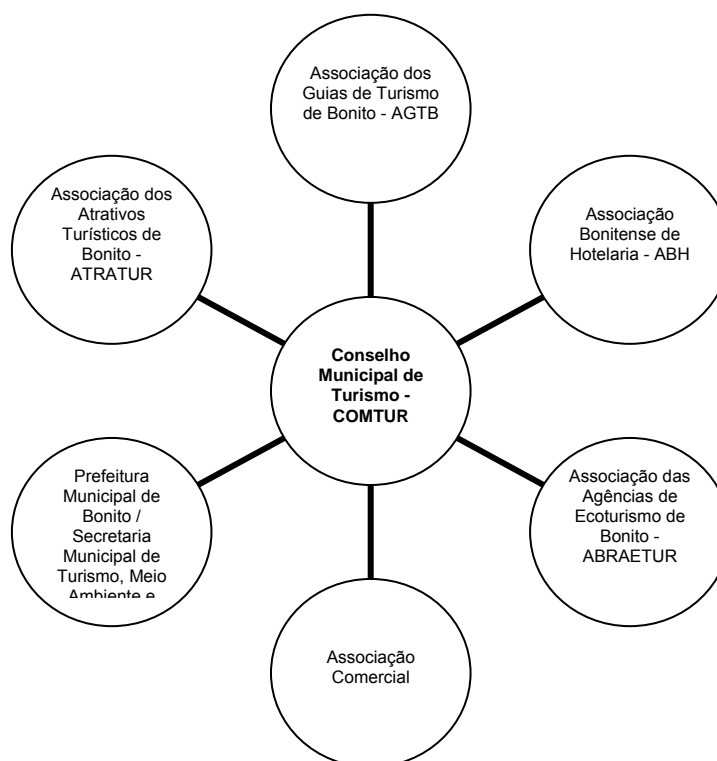 Associação dos
Guias de Turismo
de Bonito - AGTB
Associação dos
Atrativos
Turísticos de
Bonito -
ATRATUR
Associação
Bonitense de
Hotelaria - ABH
Conselho
Municipal de
Turismo -
COMTUR
Prefeitura
Municipal de
Bonito /
Secretaria
Municipal de
Turismo, Meio
Ambiente e
Associação das
Agências de
Ecoturismo de
Bonito -
ABRAETUR
Associação
Comercial